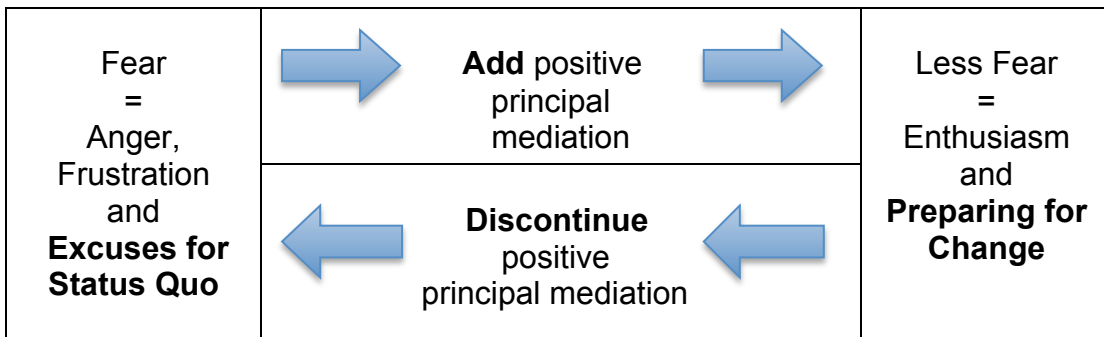 Fear
=
Anger,
Frustration
and
Excuses for
Status Quo
Add positive
principal
mediation
Discontinue
positive
principal mediation
Less Fear
=
Enthusiasm
and
Preparing for
Change